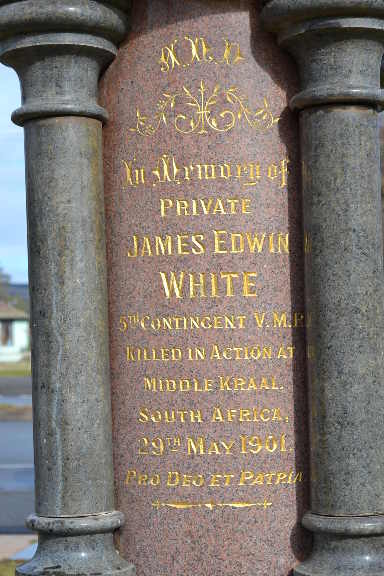 In Memory of
PRIVATE
JAMES EDWIN
WHITE
5TH CONTINGENT V.M.R.
KILLED IN ACTION AT
MIDDLE KRAAL,
SOUTH AFRICA,
29TH MAY 1901.
PRO DEO ET PATRIA